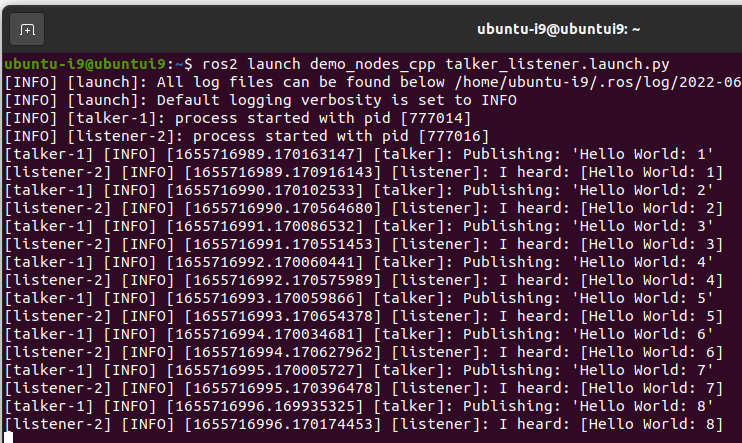 ubuntu-i9@ubuntui9: ~
ubuntu-i9@ubuntui9:~$ ros2 launch demo_nodes_cpp talker_listener.launch.py
[INFO] [launch]: All log files can be found below /home/ubuntu-i9/.ros/log/2022-06
[INFO] [launch]: Default logging verbosity is set to INFO
[INFO] [talker-1]: process started with pid [777014]
[INFO] [listener-2]: process started with pid [777016]
[talker-1] [INFO] [1655716989.170163147] [talker]: Publishing: 'Hello World: 1'
[listener-2] [INFO] [1655716989.170916143] [listener]: I heard: [Hello World: 1]
[talker-1] [INFO] [1655716990.170102533] [talker]: Publishing: 'Hello World: 2'
[listener-2] [INFO] [1655716990.170564680] [listener]: I heard: [Hello World: 2]
[talker-1] [INFO] [1655716991.170086532] [talker]: Publishing: 'Hello World: 3'
[listener-2] [INFO] [1655716991.170551453] [listener]: I heard: [Hello World: 3]
[talker-1] [INFO] [1655716992.170060441] [talker]: Publishing: 'Hello World: 4'
[listener-2] [INFO] [1655716992.170575989] [listener]: I heard: [Hello World: 4]
[talker-1] [INFO] [1655716993.170059866] [talker]: Publishing: 'Hello World: 5'
[listener-2] [INFO] [1655716993.170654378] [listener]: I heard: [Hello World: 5]
[talker-1] [INFO] [1655716994.170034681] [talker]: Publishing: 'Hello World: 6'
[listener-2] [INFO] [1655716994.170627962] [listener]: I heard: [Hello World: 6]
[talker-1] [INFO] [1655716995.170005727] [talker]: Publishing: 'Hello World: 7'
[listener-2] [INFO] [1655716995.170396478] [listener]: I heard: [Hello World: 7]
[talker-1] [INFO] [1655716996.169935325] [talker]: Publishing: 'Hello World: 8'
[listener-2] [INFO] [1655716996.170174453] [listener]: I heard: [Hello World: 8]